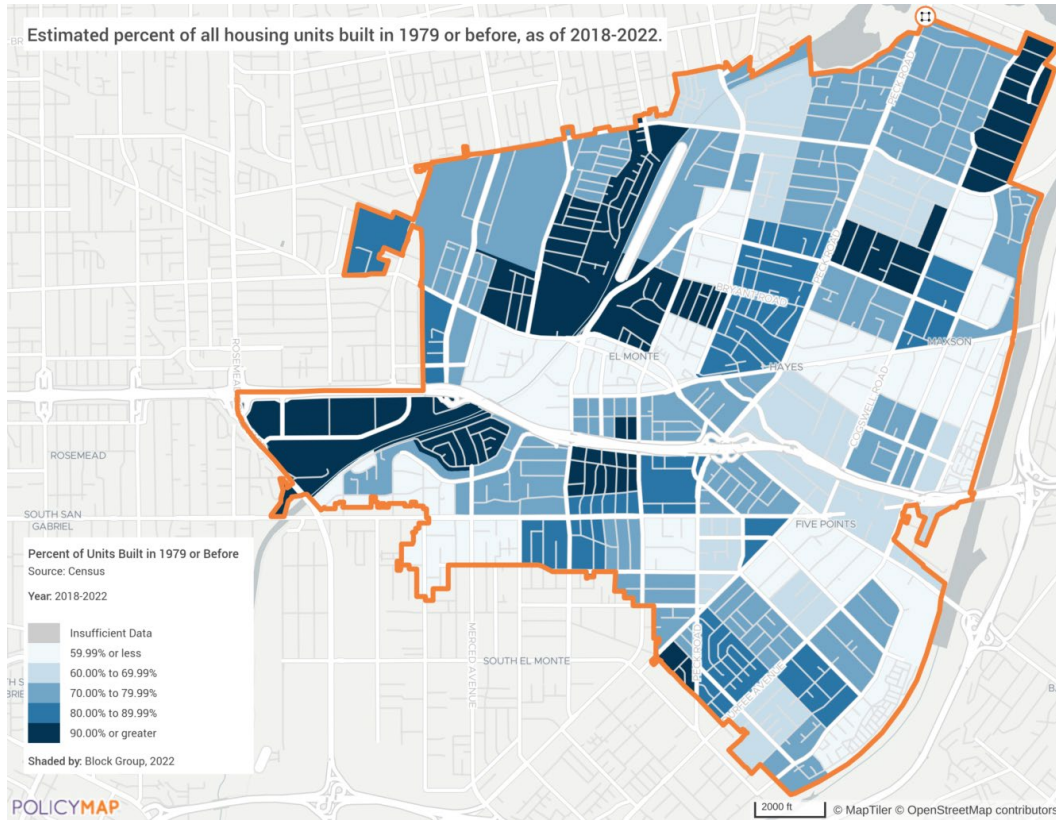 Estimated percent of all housing units built in 1979 or before, as of 2018-2022.
PECK ROAD
ROSEMEAD
BRYANT ROAD
PECK ROAD
EL MONTE
MAXSON
HAYES
COGSWELL ROAD
ROSEMEAD
SOUTH SAN
GABRIEL
FIVE POINTS
Percent of Units Built in 1979 or Before
Source: Census
Year: 2018-2022
Insufficient Data
59.99% or less
60.00% to 69.99%
70.00% to 79.99%
80.00% to 89.99%
90.00% or greater
Shaded by: Block Group, 2022
MERCED AVENUE
SOUTH EL MONTE
PECK ROAD
POLICYMAP
2000 ft
© MapTiler © OpenStreetMap contributors